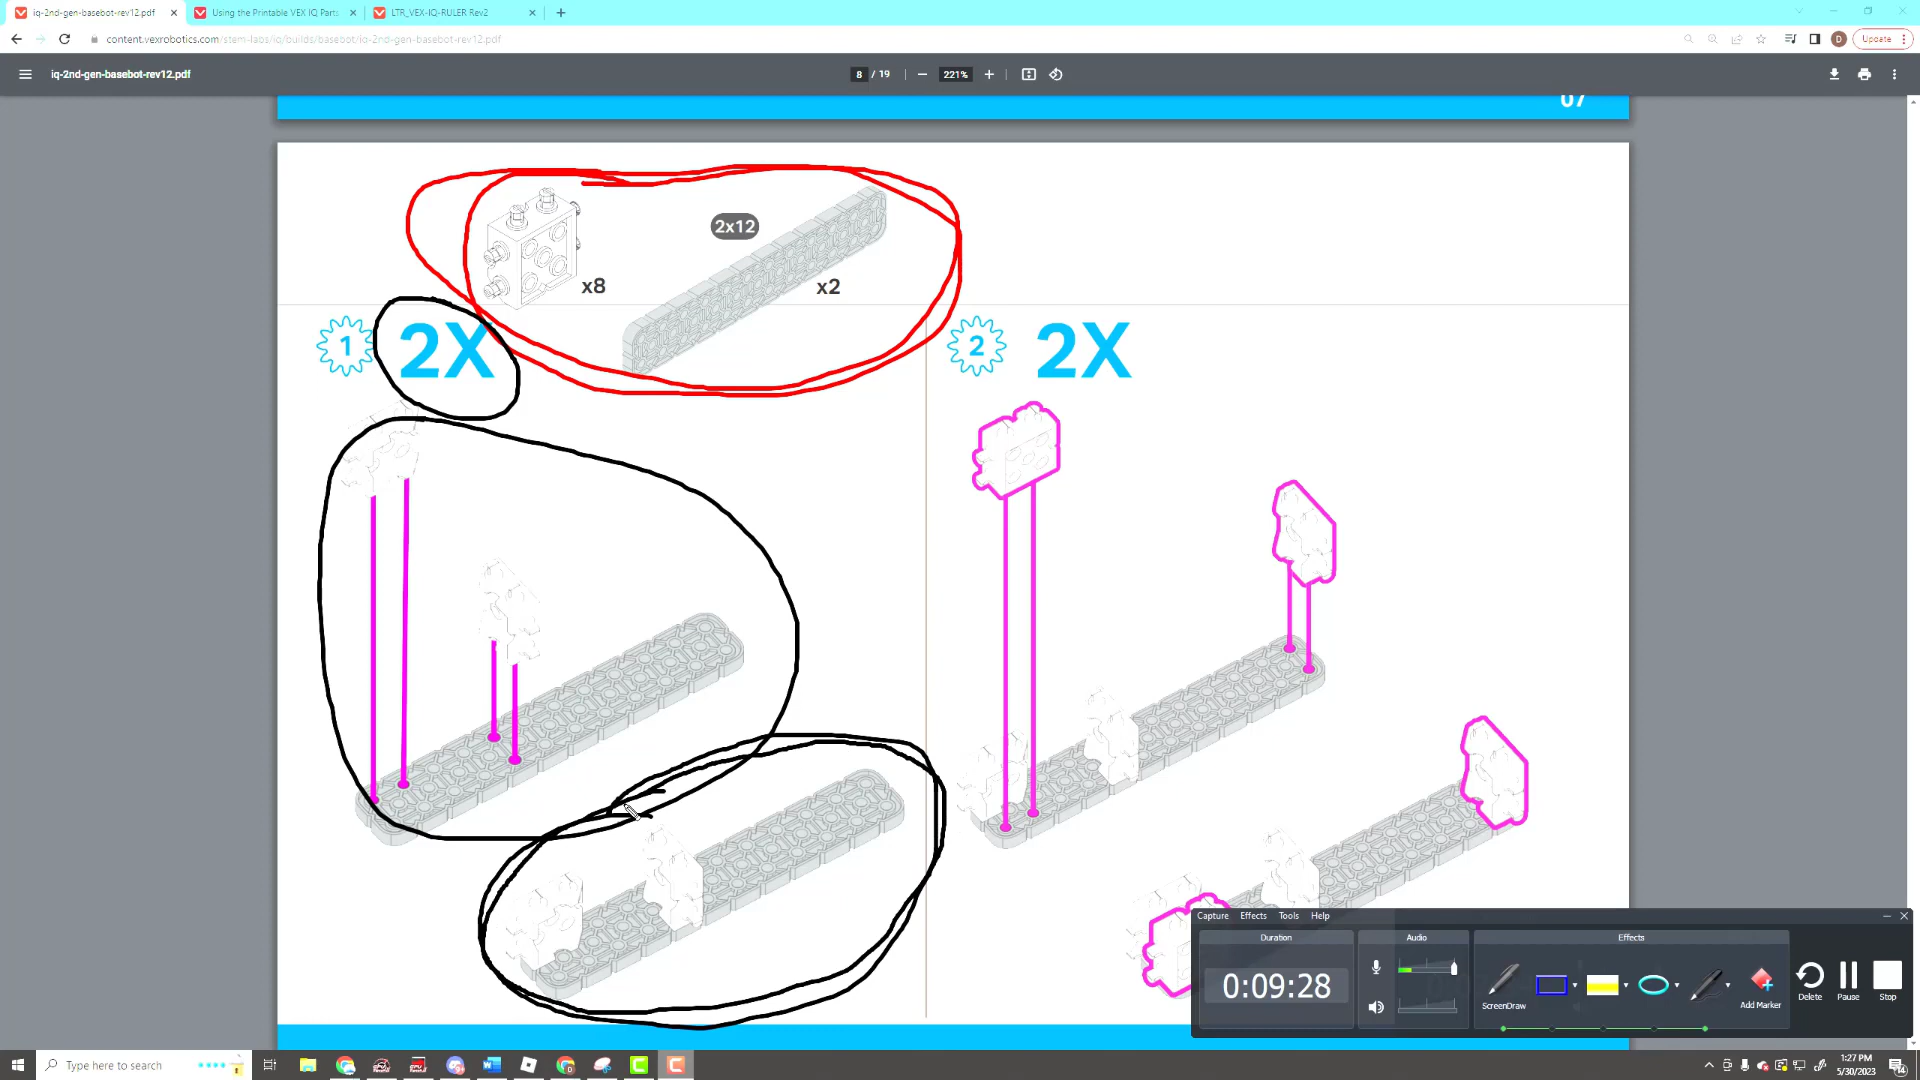 iq-2nd-gen-basebot-rev12.pdf
Using the Printable VEX IQ Parts
LTR_VEX-IQ-RULER Rev2
content.vexrobotics.com/stem-labs/iq/builds/basebot/iq-2nd-gen-basebot-rev12.pdf
D
Update
iq-2nd-gen-basebot-rev12.pdf
8 / 19
221%
07
2x12
x8
x2
1
2X
2
2X
Capture
Effects
Tools
Help
Duration
Audio
Effects
0:09:28
ScreenDraw
Add Marker
Delete
Pause
Stop
Type here to search
1:27 PM
5/30/2023